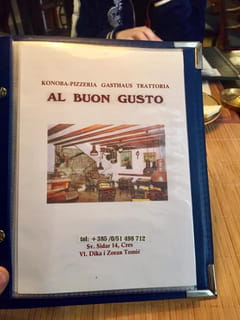 KONOBA-PIZZERIA GASTHAUS TRATTORIA
AL BUON GUSTO
tel: +385 /0/51 498 712
Sv. Sidar 14, Cres
Vl. Dika i Zoran Tomić